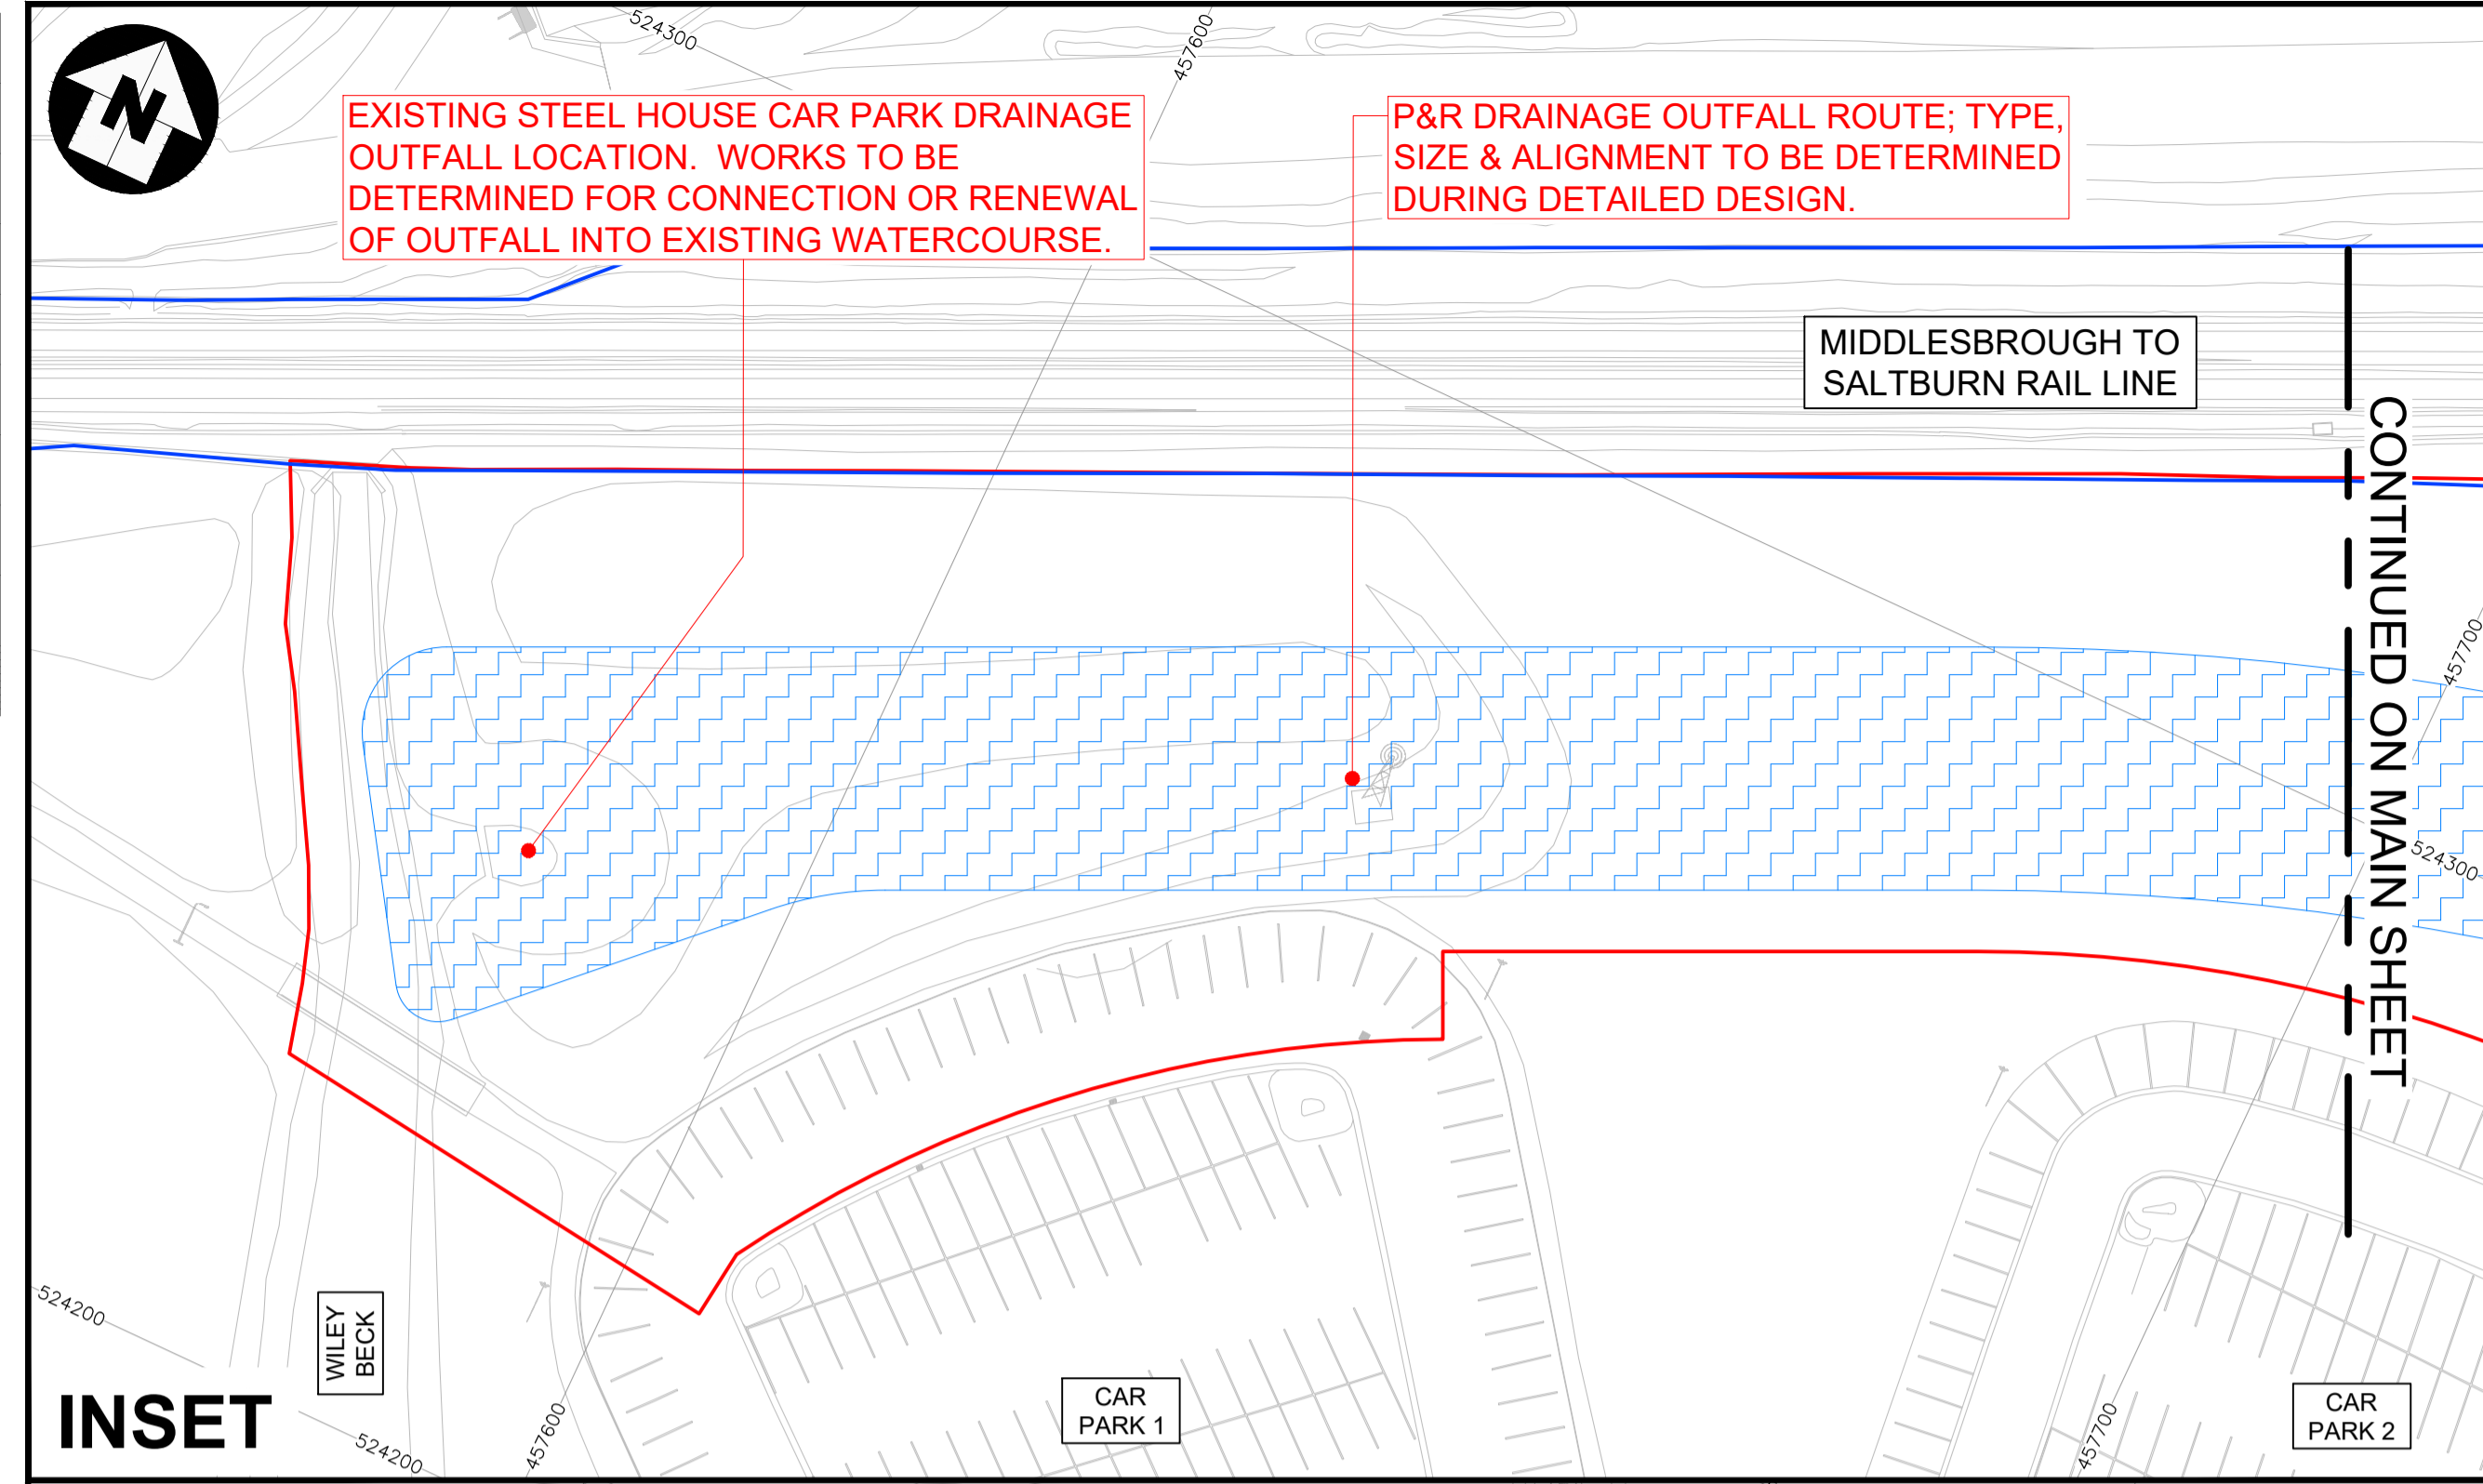 524300
457600
N
EXISTING STEEL HOUSE CAR PARK DRAINAGE
OUTFALL LOCATION. WORKS TO BE
DETERMINED FOR CONNECTION OR RENEWAL
OF OUTFALL INTO EXISTING WATERCOURSE.
P&R DRAINAGE OUTFALL ROUTE; TYPE,
SIZE & ALIGNMENT TO BE DETERMINED
DURING DETAILED DESIGN.
MIDDLESBROUGH TO
SALTBURN RAIL LINE
CONTINUED ON MAIN SHEET
457700
524300
524200
WILEY
BECK
INSET
524200
457600
CAR
PARK 1
457700
CAR
PARK 2